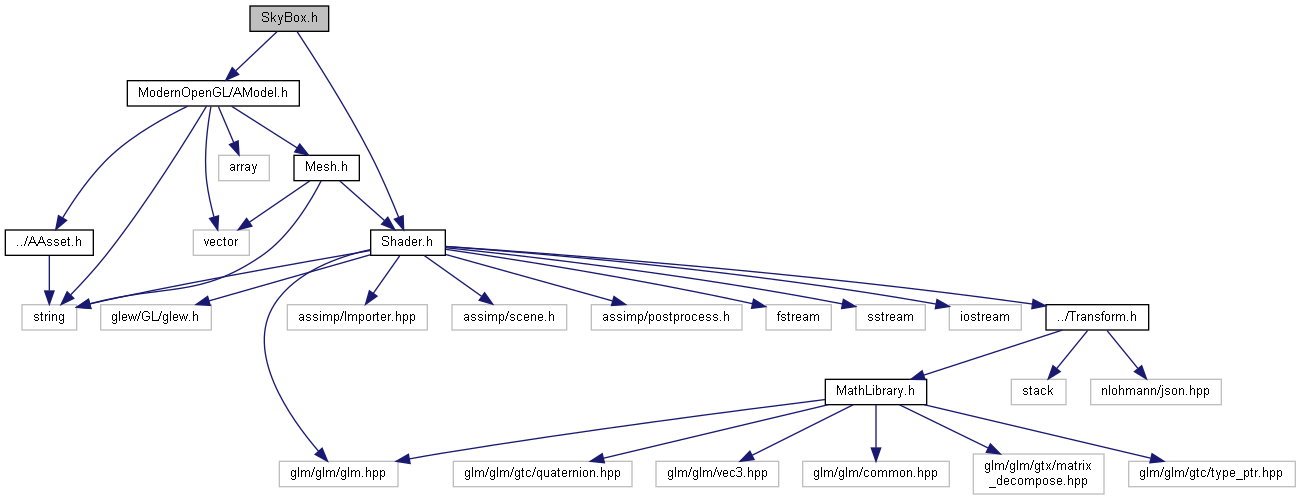 SkyBox.h
ModernOpenGL/AModel.h
array
Mesh.h
../AAsset.h
vector
Shader.h
string
glew/GL/glew.h
assimp/Importer.hpp
assimp/scene.h
assimp/postprocess.h
fstream
sstream
iostream
../Transform.h
MathLibrary.h
stack
nlohmann/json.hpp
glm/glm/glm.hpp
glm/glm/gtc/quaternion.hpp
glm/glm/vec3.hpp
glm/glm/common.hpp
glm/glm/gtx/matrix
_decompose.hpp
glm/glm/gtc/type_ptr.hpp